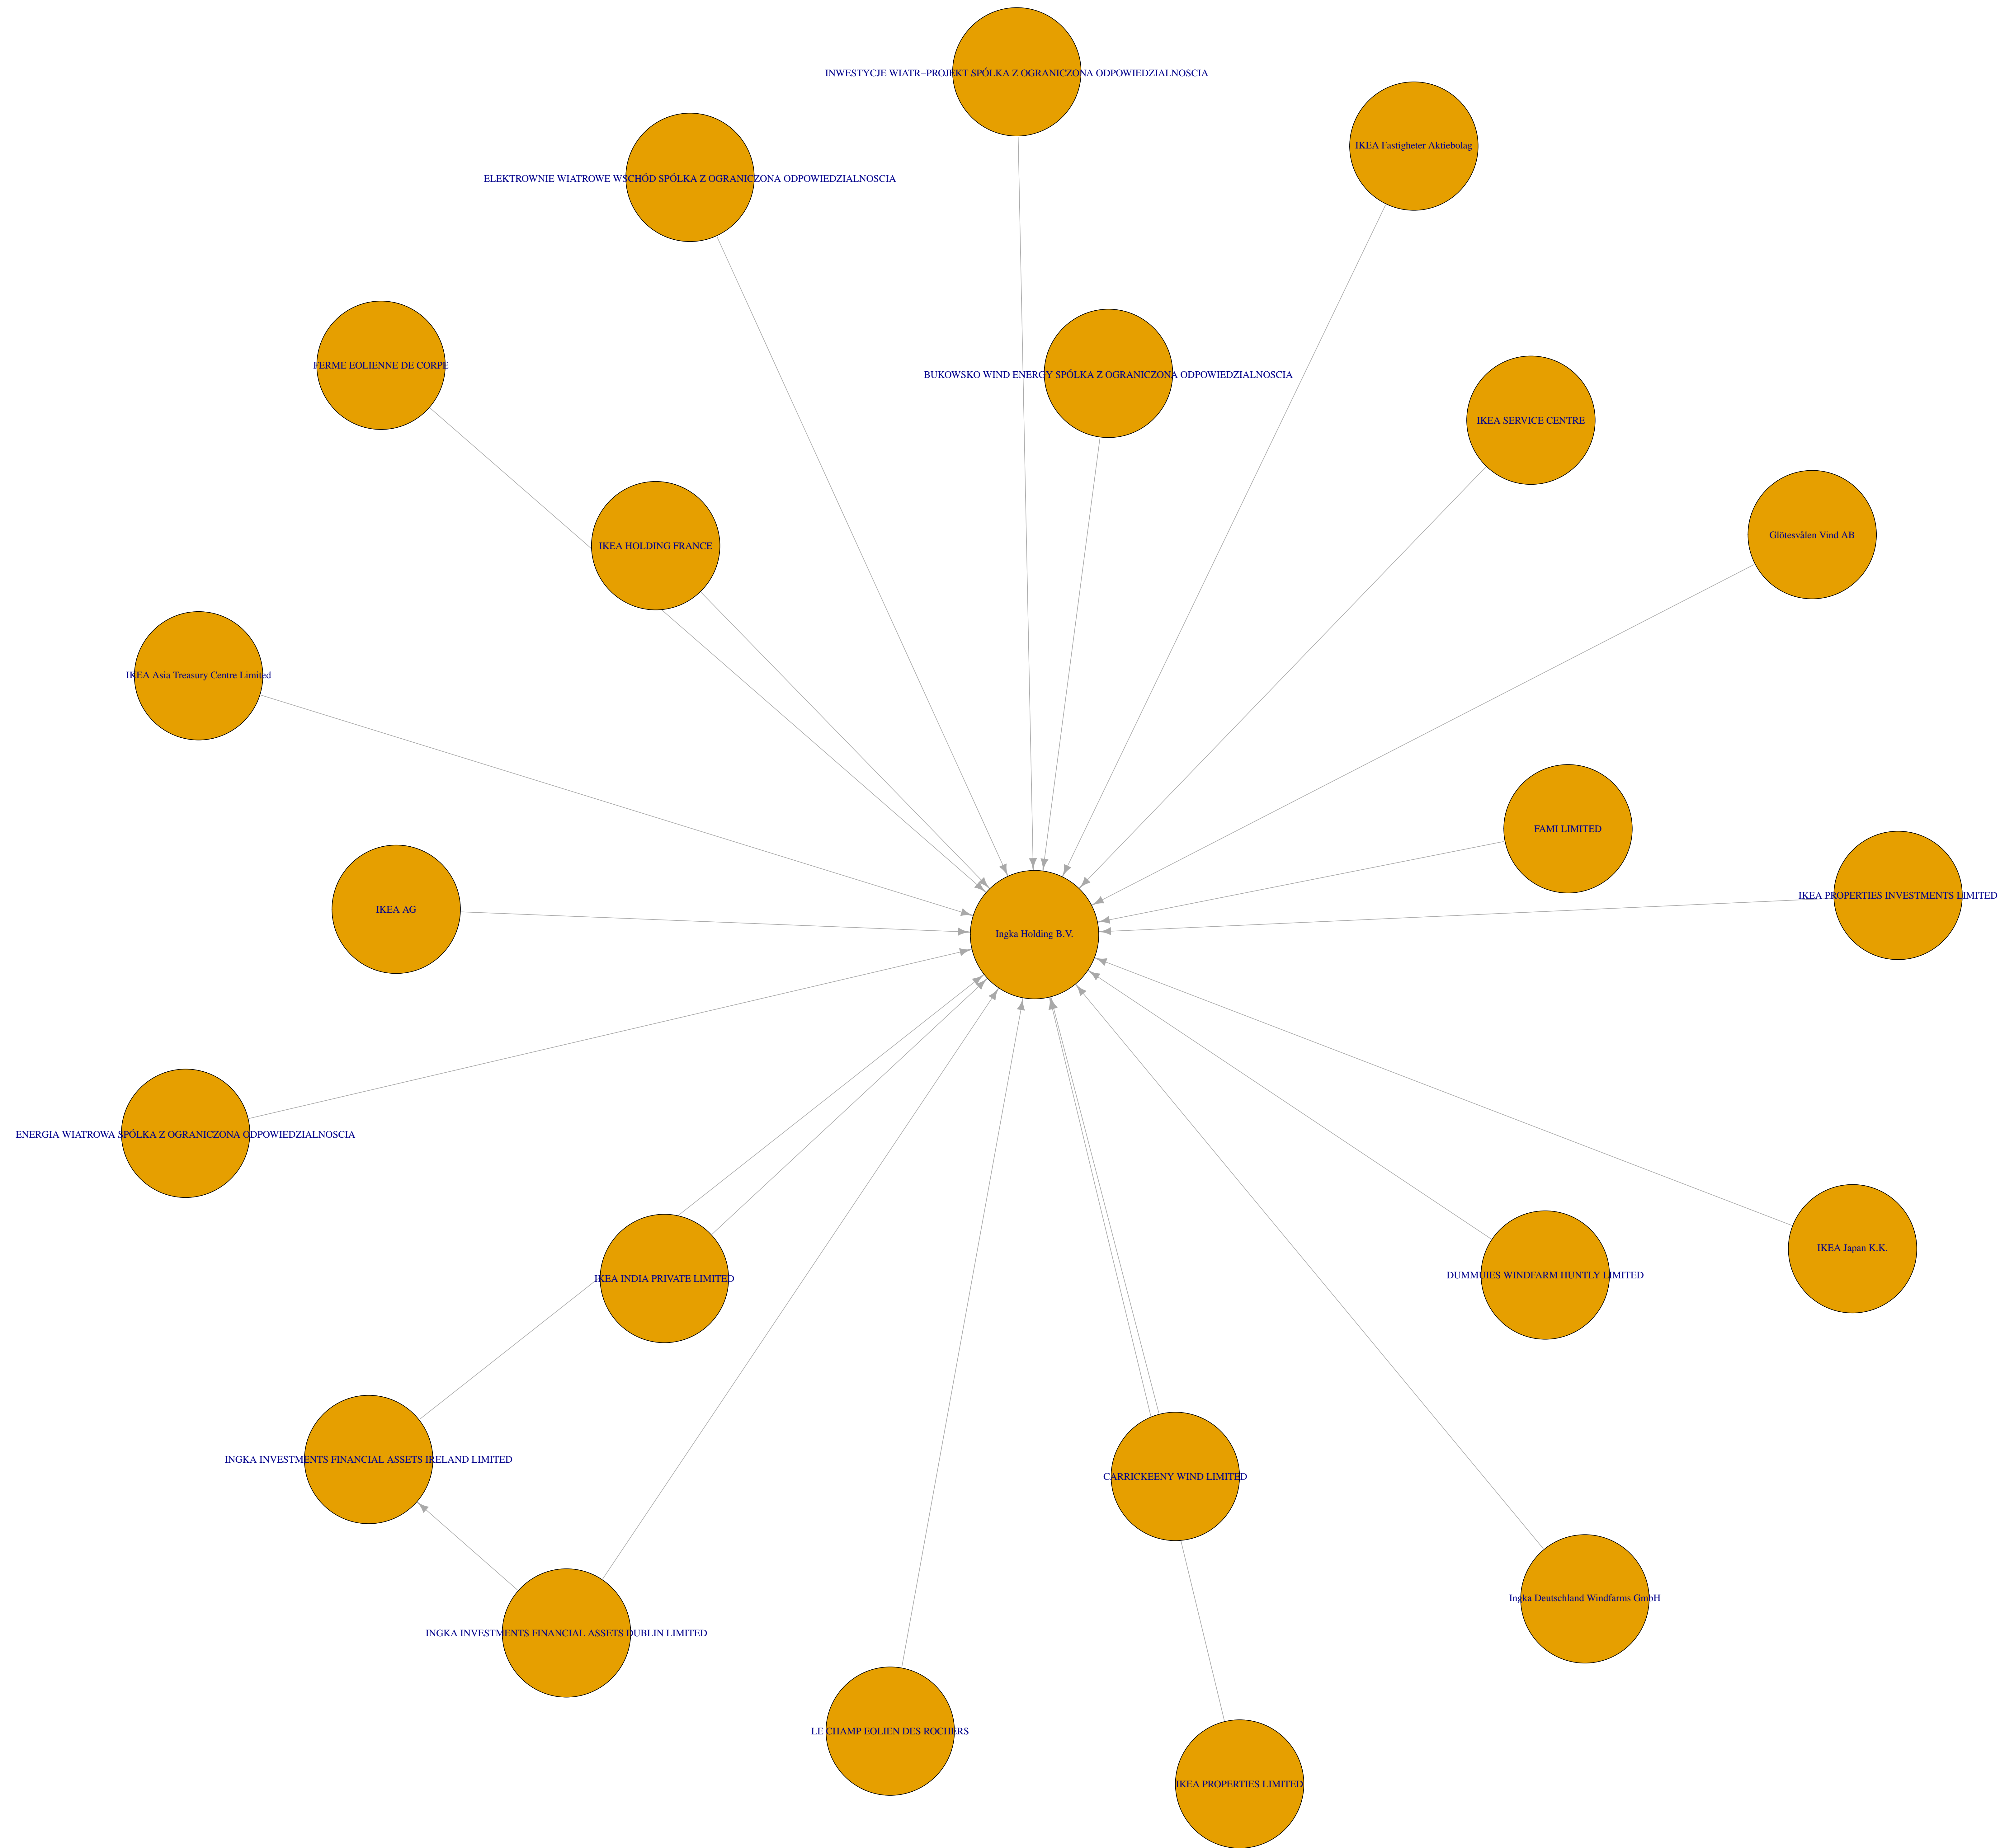 INWESTYCJE WIATR−PROJEKT SPÓLKA Z OGRANICZONA ODPOWIEDZIALNOSCIA
IKEA Fastigheter Aktiebolag
ELEKTROWNIE WIATROWE WSCHÓD SPÓLKA Z OGRANICZONA ODPOWIEDZIALNOSCIA
FERME EOLIENNE DE CORPE
BUKOWSKO WIND ENERGY SPÓLKA Z OGRANICZONA ODPOWIEDZIALNOSCIA
IKEA SERVICE CENTRE
Glötesvålen Vind AB
IKEA HOLDING FRANCE
IKEA Asia Treasury Centre Limited
FAMI LIMITED
IKEA PROPERTIES INVESTMENTS LIMITED
IKEA AG
Ingka Holding B.V.
ENERGIA WIATROWA SPÓLKA Z OGRANICZONA ODPOWIEDZIALNOSCIA
IKEA Japan K.K.
DUMMUIES WINDFARM HUNTLY LIMITED
IKEA INDIA PRIVATE LIMITED
INGKA INVESTMENTS FINANCIAL ASSETS IRELAND LIMITED
CARRICKEENY WIND LIMITED
Ingka Deutschland Windfarms GmbH
INGKA INVESTMENTS FINANCIAL ASSETS DUBLIN LIMITED
LE CHAMP EOLIEN DES ROCHERS
IKEA PROPERTIES LIMITED